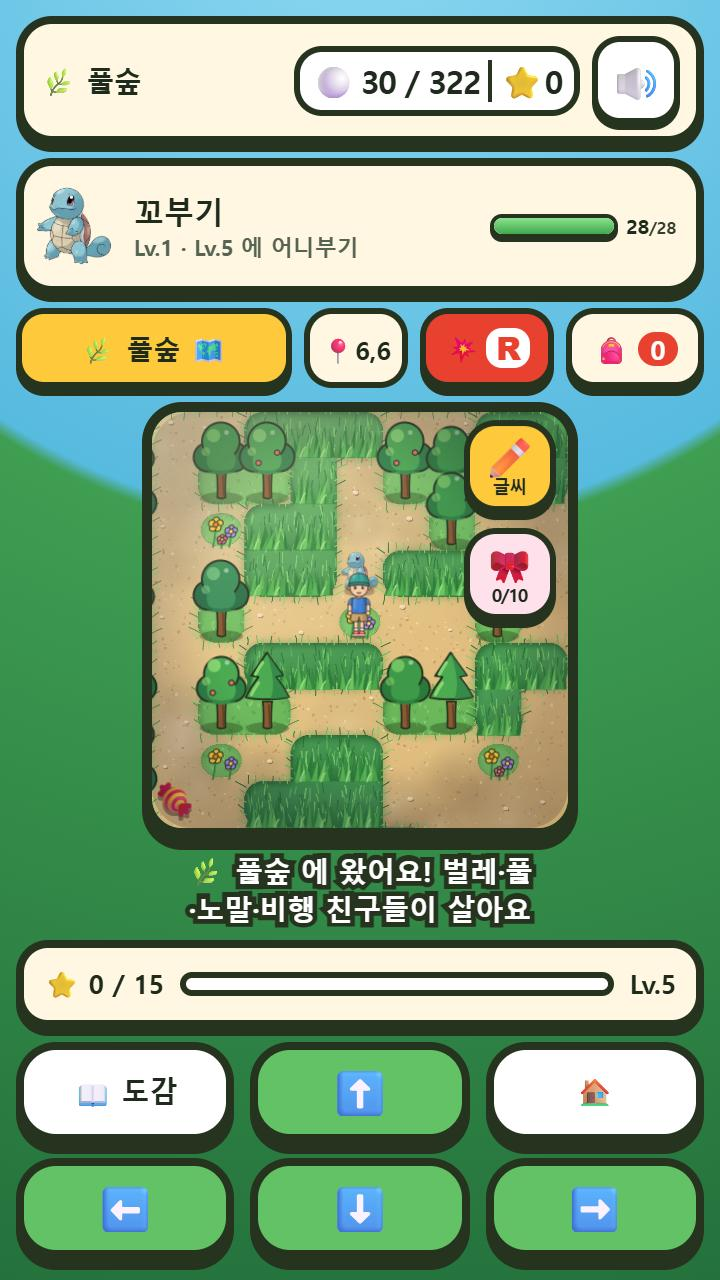 풀숲 30 / 322 0
꼬부기
Lv.1 · Lv.5 에 어니부기 28/28
풀숲 6,6 R 0
글씨
0/10
풀숲 에 왔어요! 벌레·풀
·노말·비행 친구들이 살아요
0 / 15 Lv.5
도감